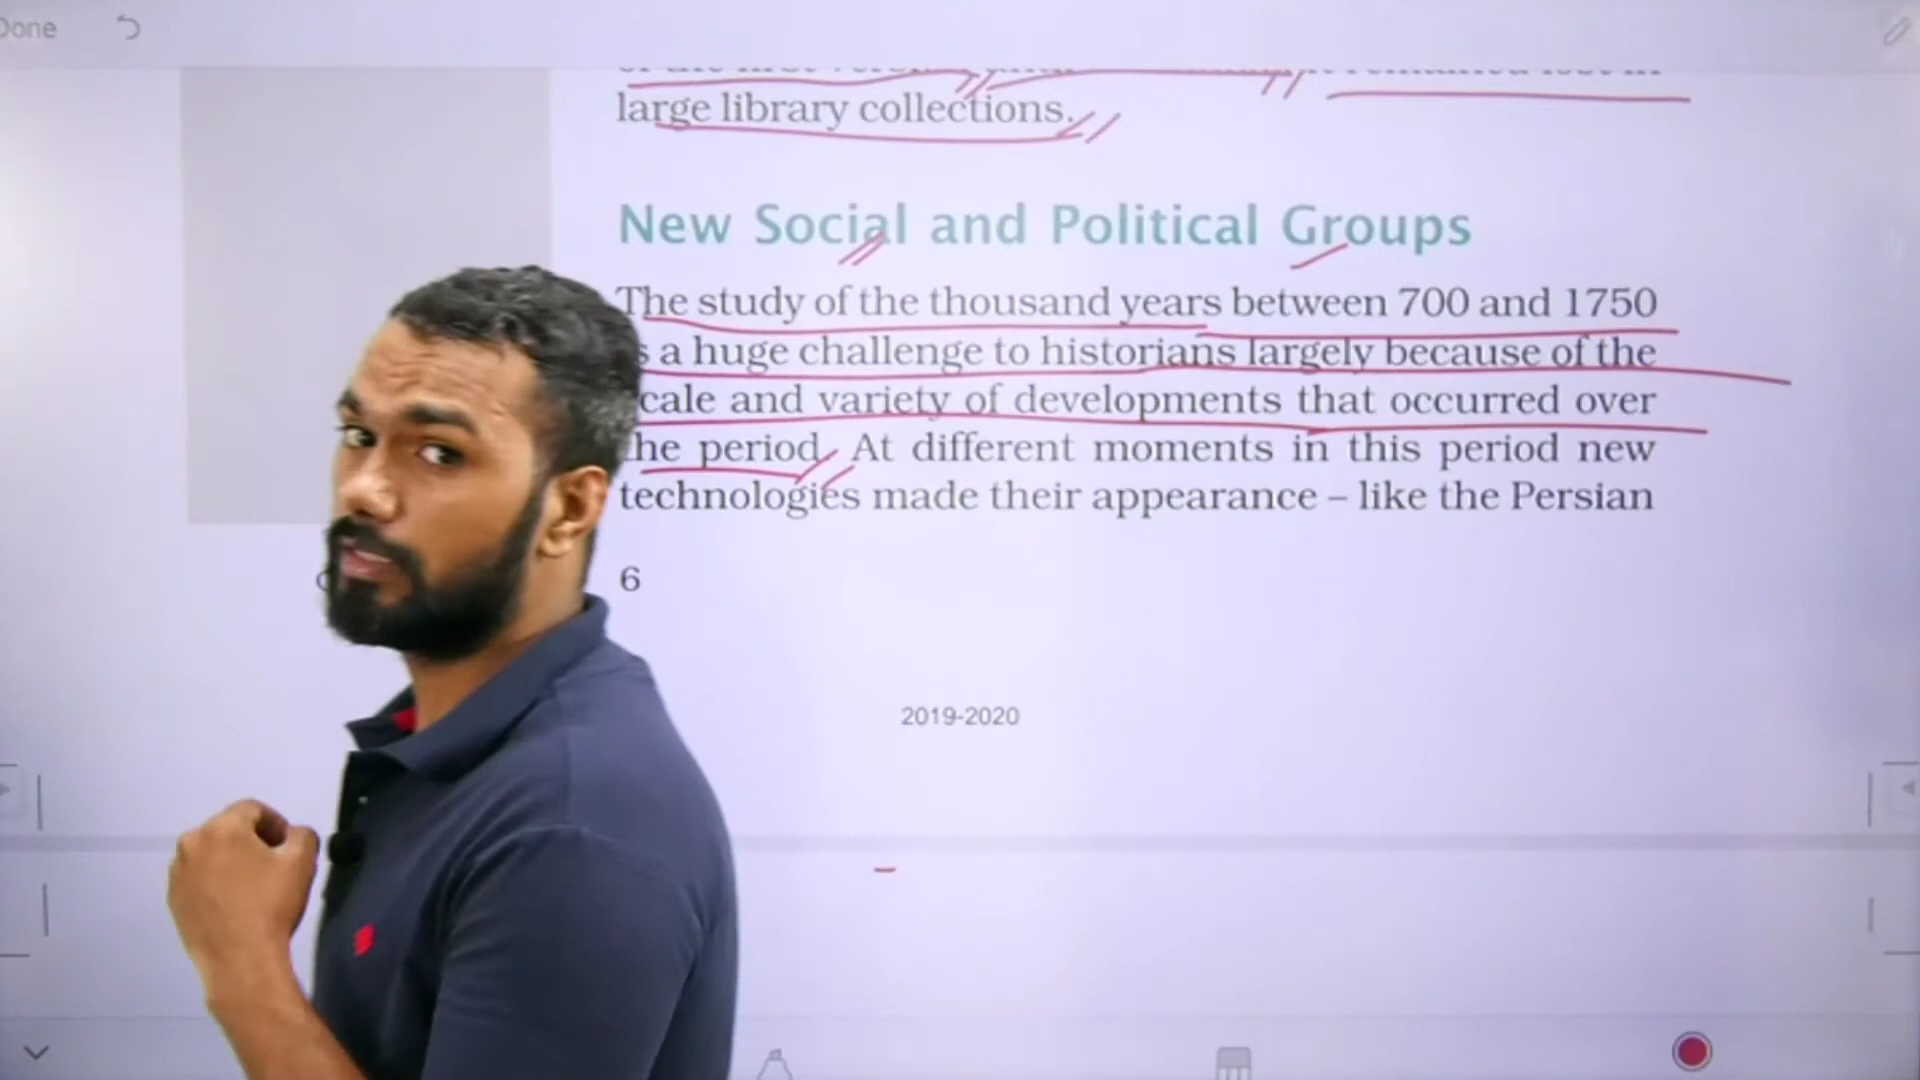 Done
large library collections.
New Social and Political Groups
The study of the thousand years between 700 and 1750
a huge challenge to historians largely because of the
and variety of developments that occurred over
period. At different moments in this period new
technologies made their appearance – like the Persian
6
2019-2020